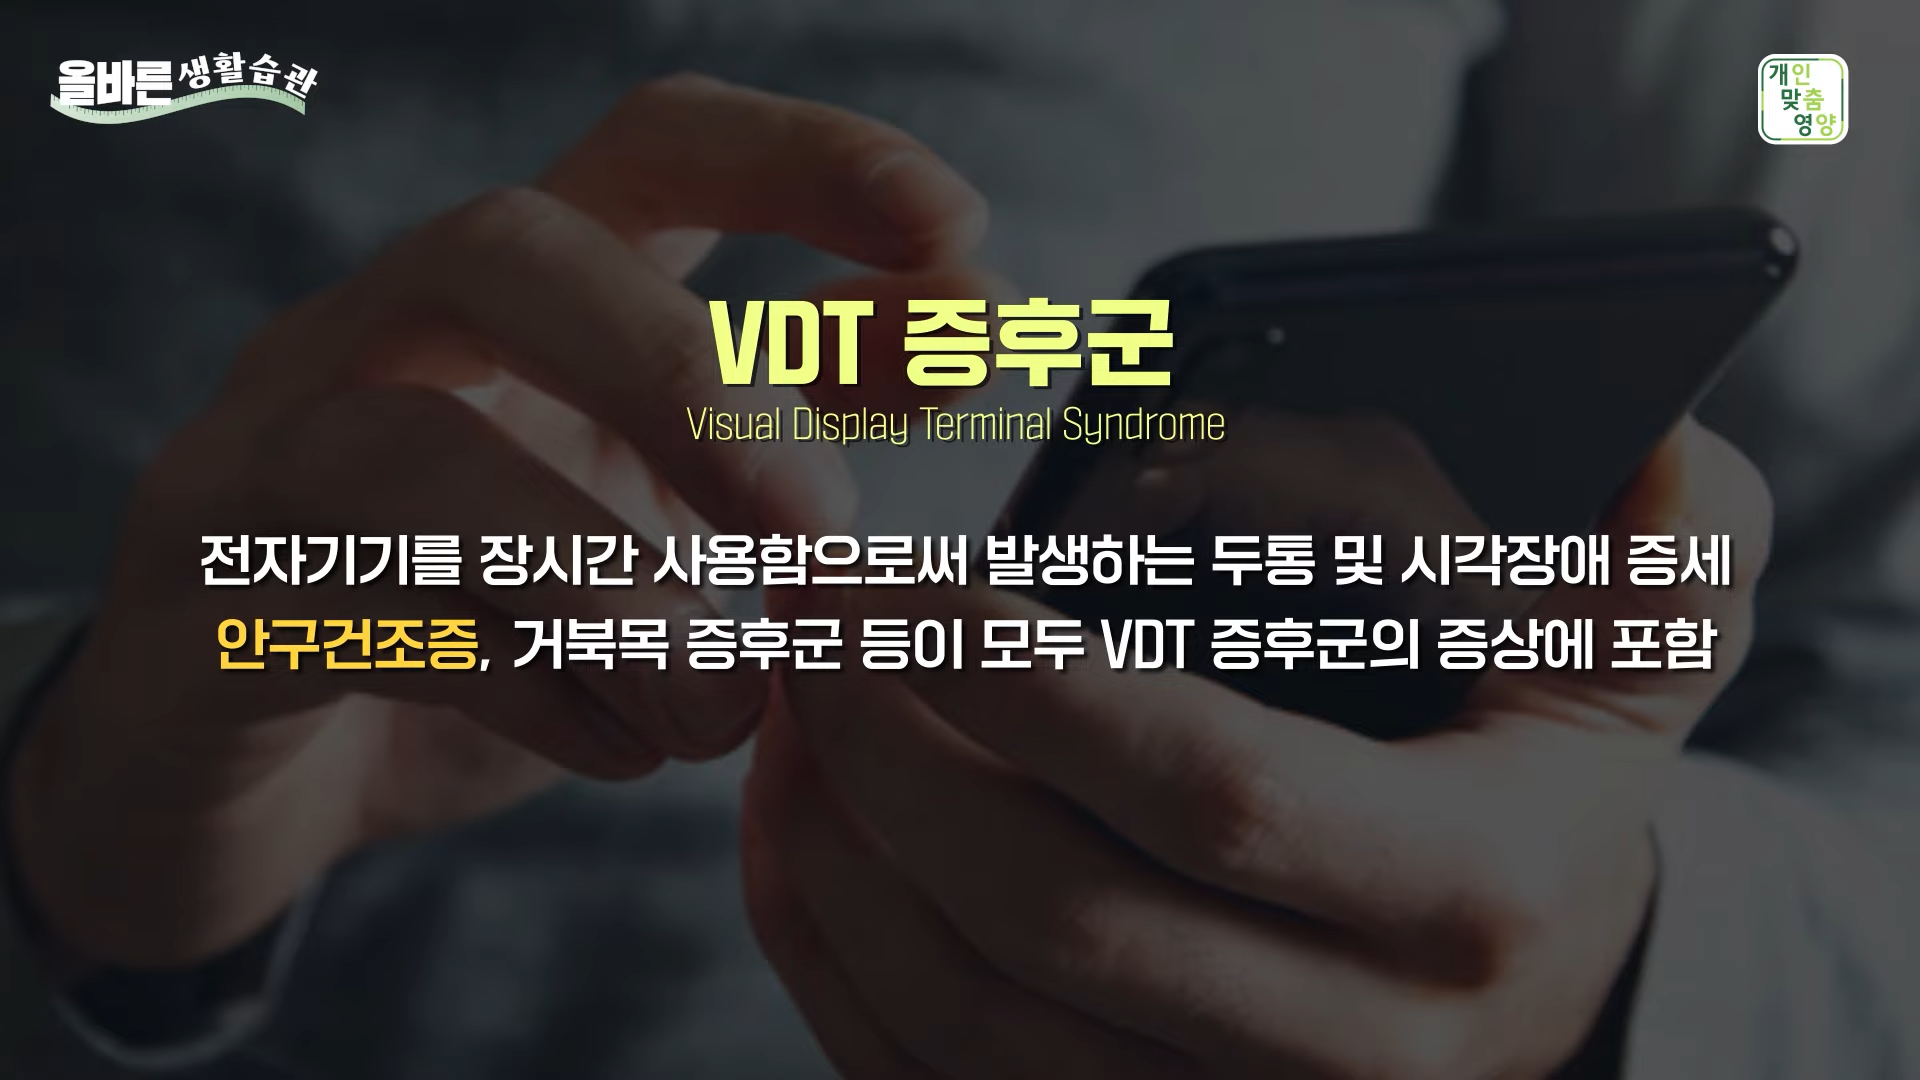 올바른 생활습관
개인
맞춤
영양
VDT 증후군
Visual Display Terminal Syndrome
전자기기를 장시간 사용함으로써 발생하는 두통 및 시각장애 증세
안구건조증, 거북목 증후군 등이 모두 VDT 증후군의 증상에 포함